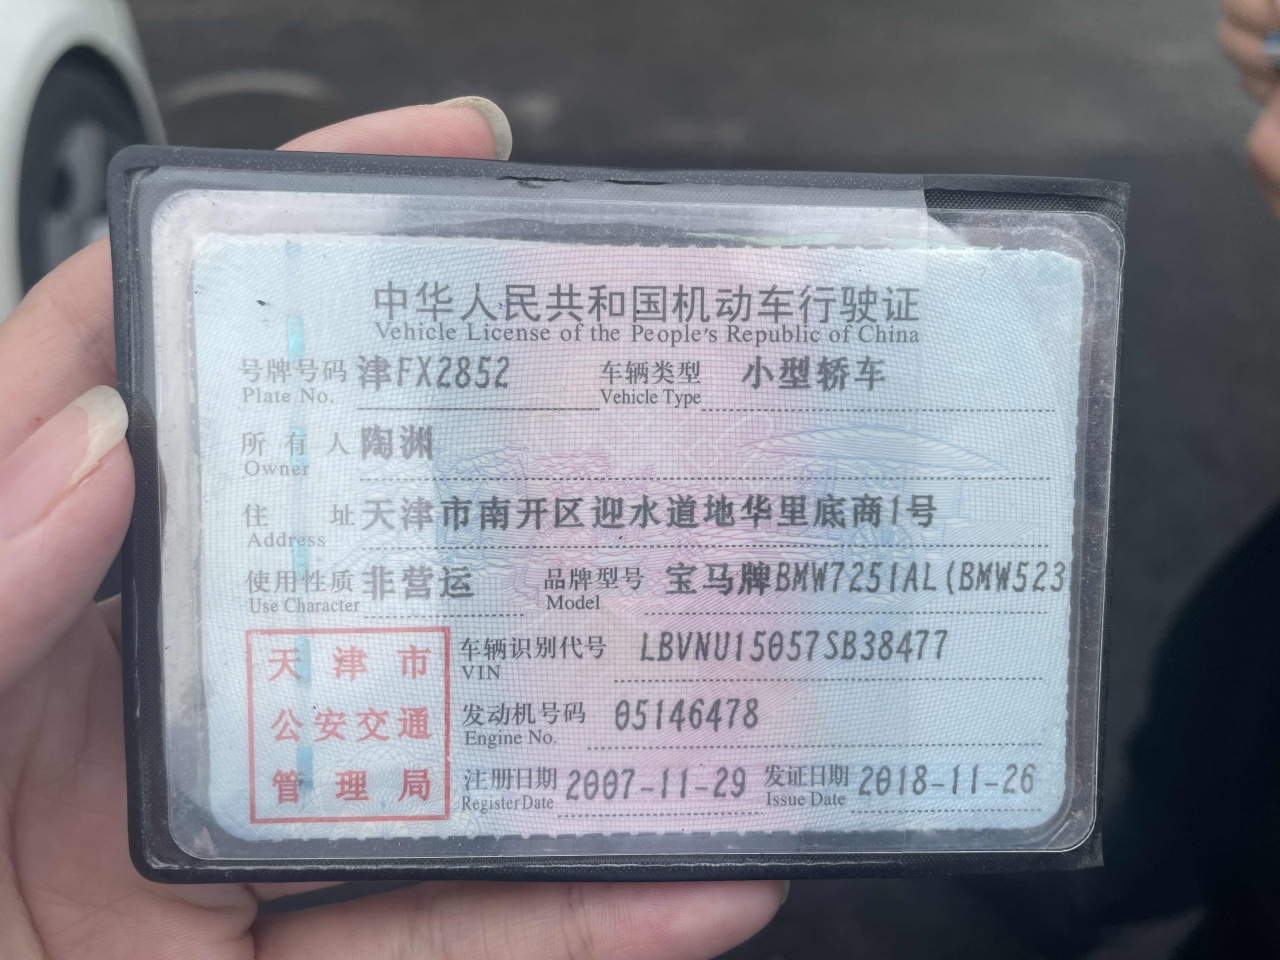 中华人民共和国机动车行驶证
Vehicle License of the People's Republic of China
号牌号码 津FX2852 车辆类型 小型轿车
Plate No. Vehicle Type
所有人 陶渊
Owner
住址 天津市南开区迎水道地华里底商1号
Address
使用性质 非营运 品牌型号 宝马牌BMW7251AL(BMW523
Use Character Model
车辆识别代号 LBVNU15057SB38477
VIN
发动机号码 05146478
Engine No.
注册日期 2007-11-29 发证日期 2018-11-26
Register Date Issue Date
天津市
公安交通
管理局